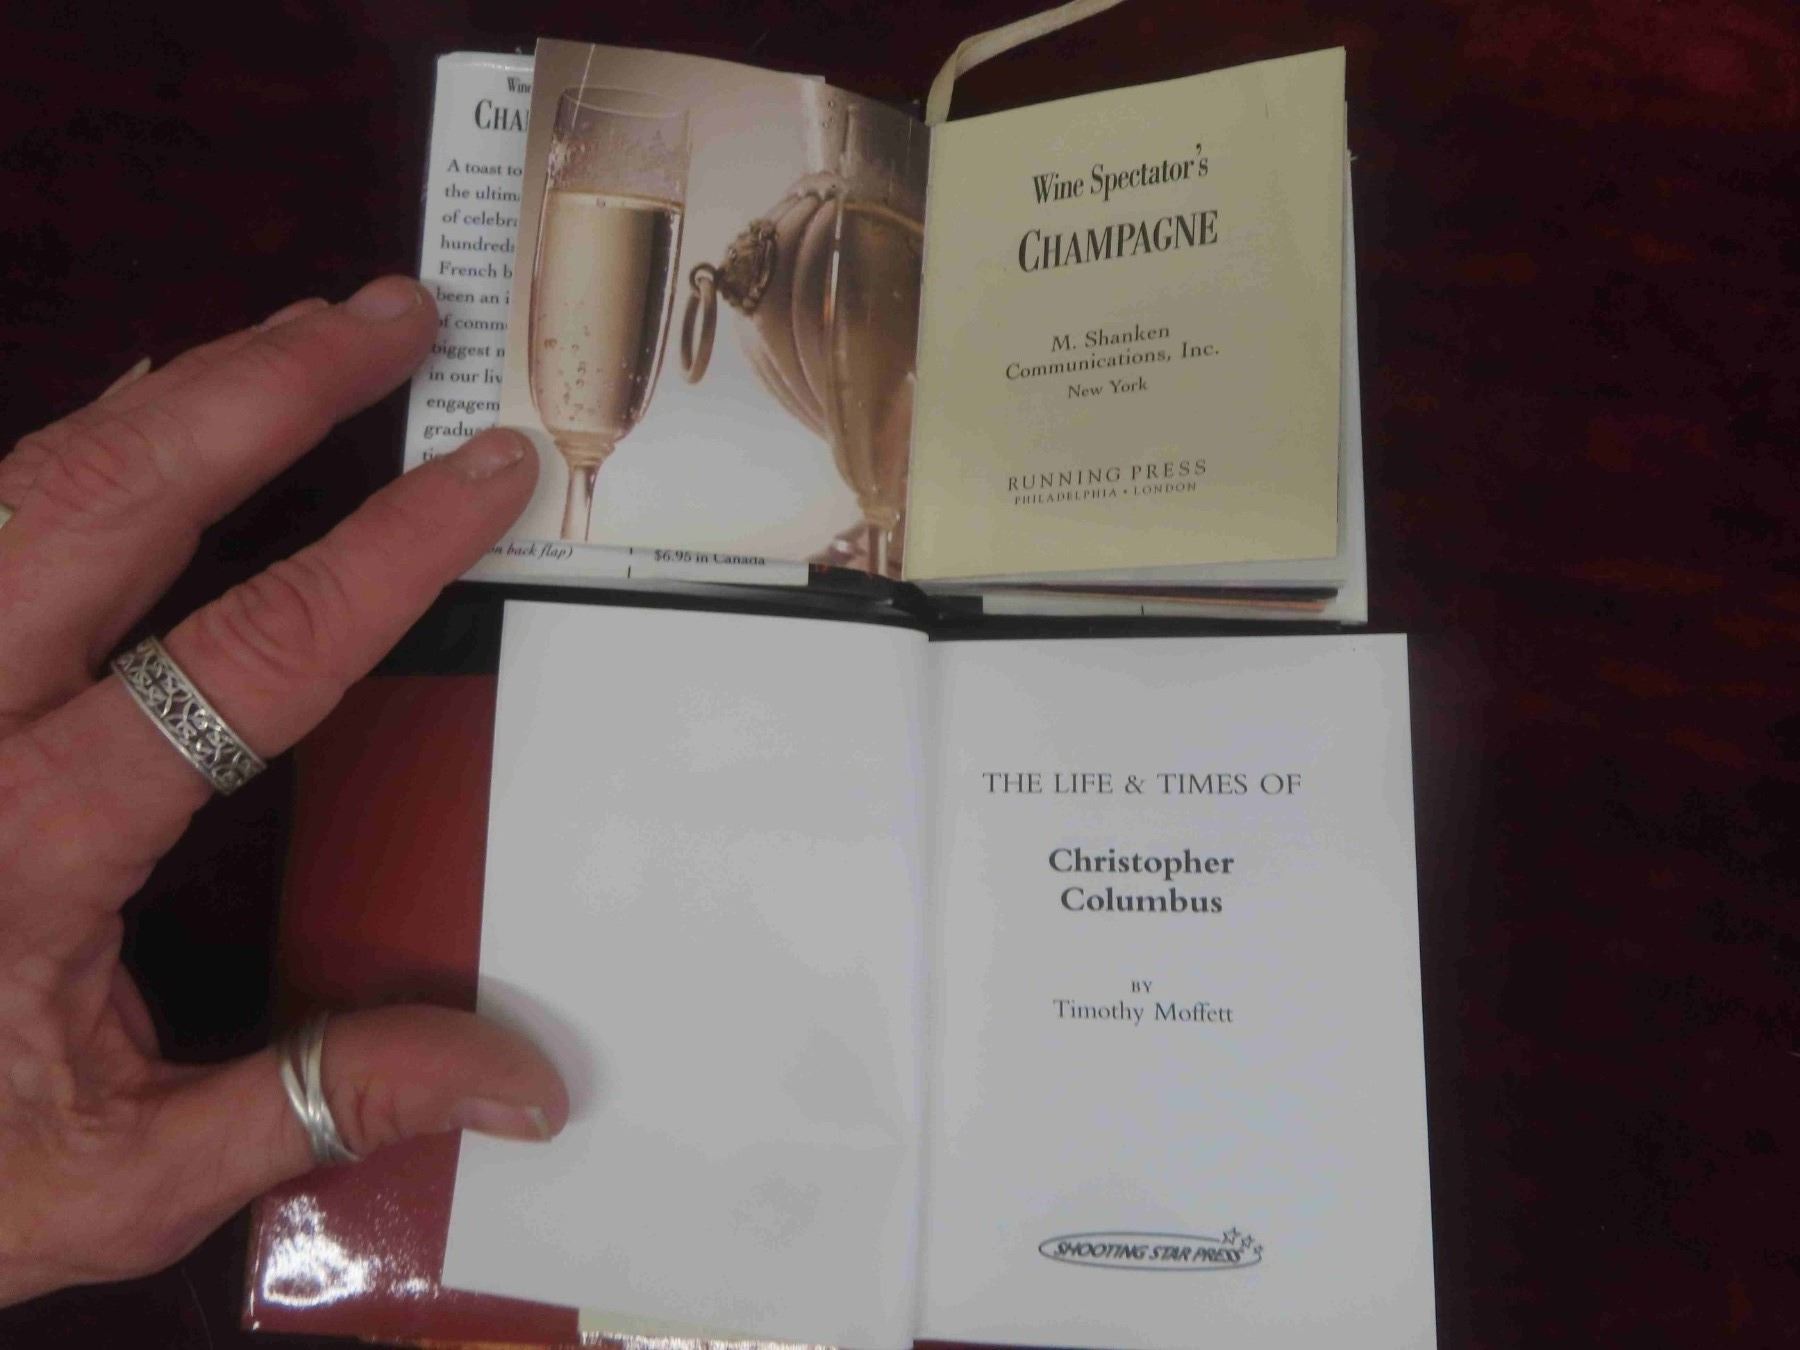 Wine
CHA
A toast to
the ultim
of celebr
hundreds
French b
been an i
of comm
biggest m
in our liv
engagem
gradu
on back flap)
$6.95 in Canada
Wine Spectator's
CHAMPAGNE
M. Shanken
Communications, Inc.
New York
RUNNING PRESS
PHILADELPHIA • LONDON
THE LIFE & TIMES OF
Christopher
Columbus
BY
Timothy Moffett
SHOOTING STAR PRESS